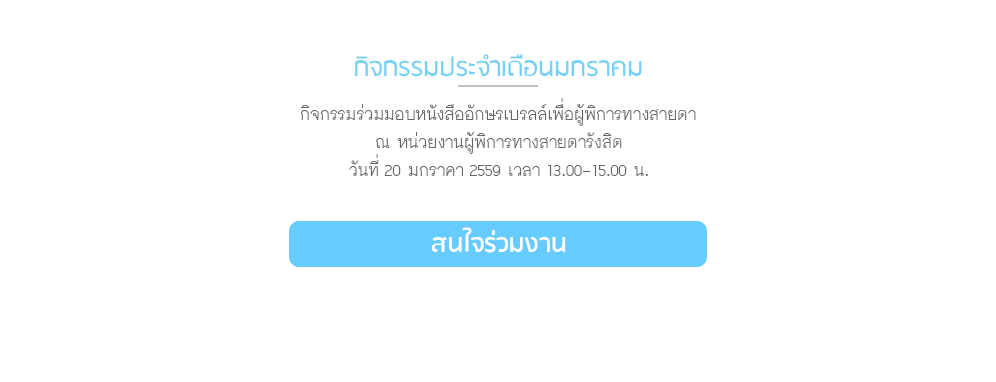 กิจกรรมประจำเดือนมกราคม
กิจกรรมร่วมมอบหนังสืออักษรเบรลล์เพื่อผู้พิการทางสายตา
ณ หน่วยงานผู้พิการทางสายตารังสิต
วันที่ 20 มกราคา 2559 เวลา 13.00-15.00 น.
สนใจร่วมงาน